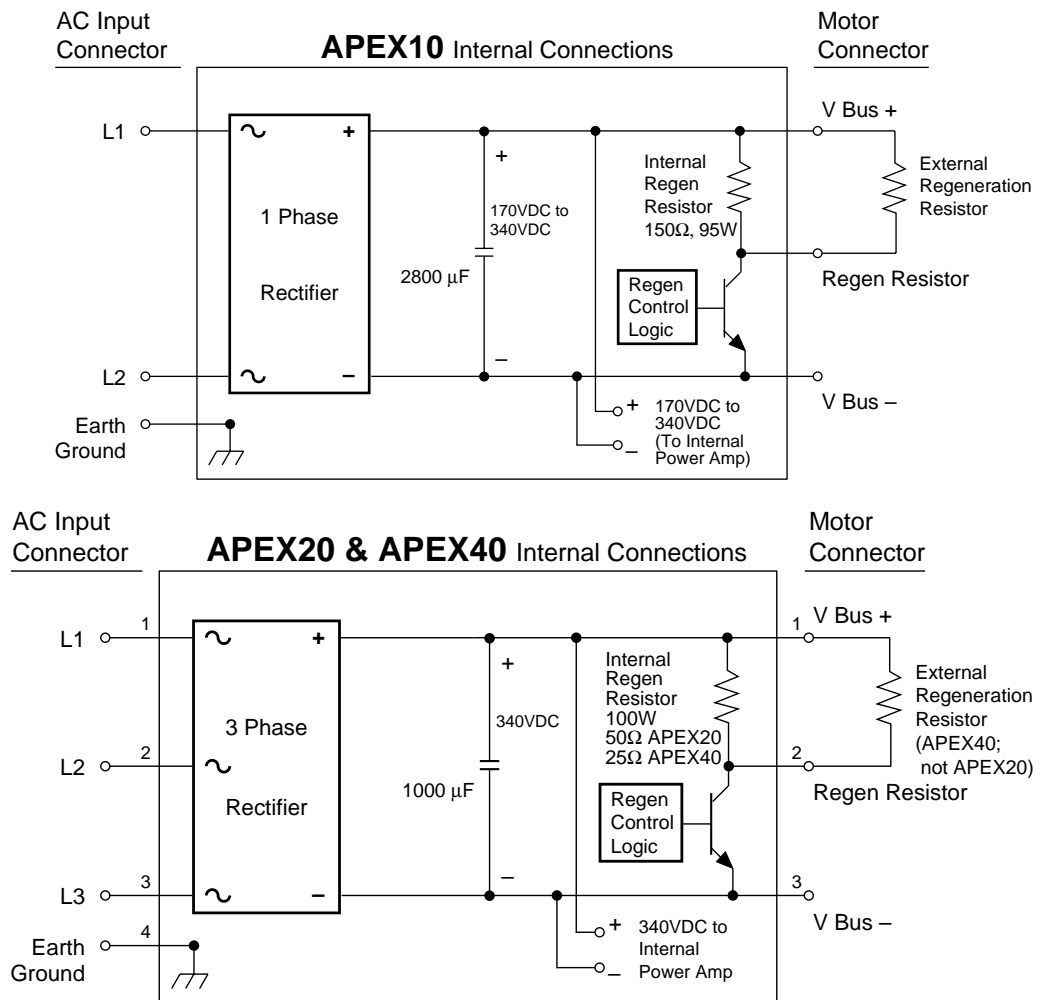 AC Input
Connector
APEX10 Internal Connections
Motor
Connector
L1
+
+
170VDC to
340VDC
2800 µF
–
1 Phase
Rectifier
Internal
Regen
Resistor
150Ω, 95W
V Bus +
External
Regeneration
Resistor
Regen
Control
Logic
Regen Resistor
L2
–
V Bus –
Earth
Ground
+
–
170VDC to
340VDC
(To Internal
Power Amp)
AC Input
Connector
APEX20 & APEX40 Internal Connections
Motor
Connector
L1
1
+
+
340VDC
1000 µF
–
3 Phase
Rectifier
Internal
Regen
Resistor
100W
50Ω APEX20
25Ω APEX40
1
V Bus +
External
Regeneration
Resistor
(APEX40;
not APEX20)
L2
2
2
Regen Resistor
Regen
Control
Logic
L3
3
–
3
V Bus –
Earth
Ground
4
+
–
340VDC to
Internal
Power Amp